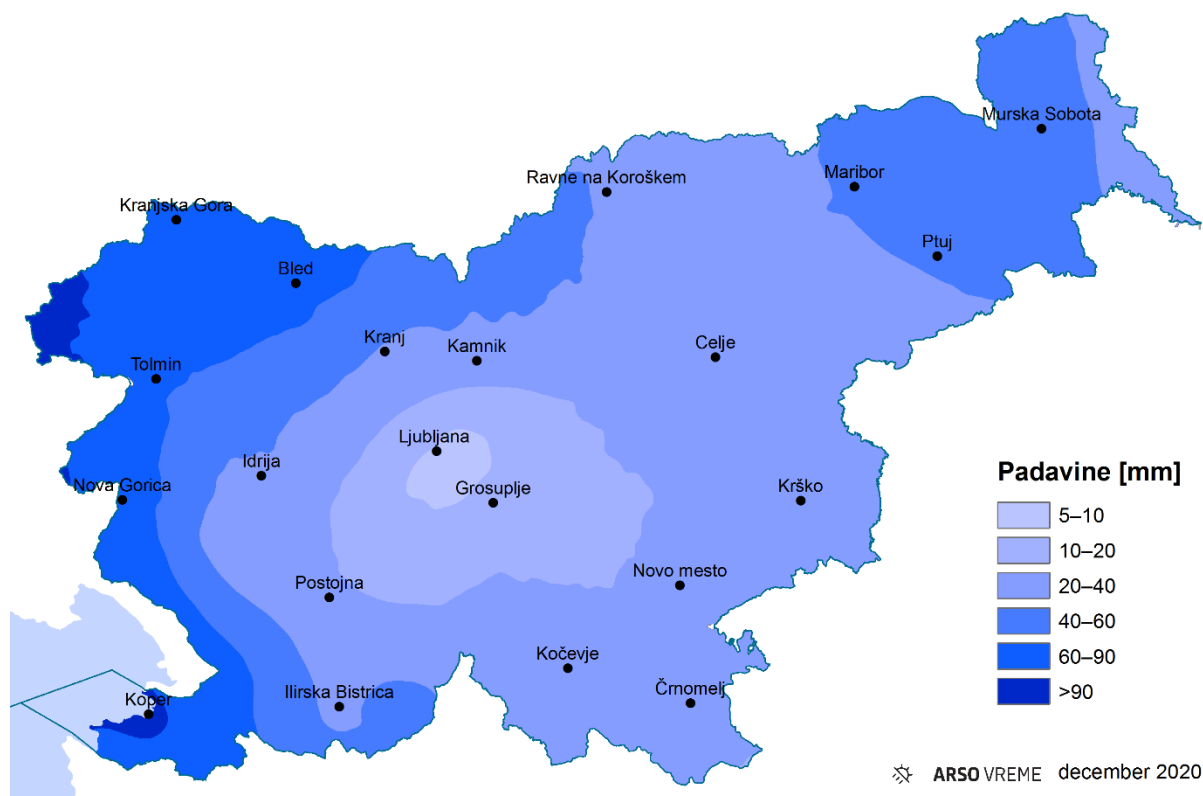 Murska Sobota
Maribor
Ravne na Koroškem
Kranjska Gora
Ptuj
Bled
Kranj
Kamnik
Celje
Tolmin
Ljubljana
Idrija
Nova Gorica
Grosuplje
Krško
Novo mesto
Postojna
Kočevje
Ilirska Bistrica
Črnomelj
Koper
Padavine [mm]
5–10
10–20
20–40
40–60
60–90
>90
ARSO VREME december 2020